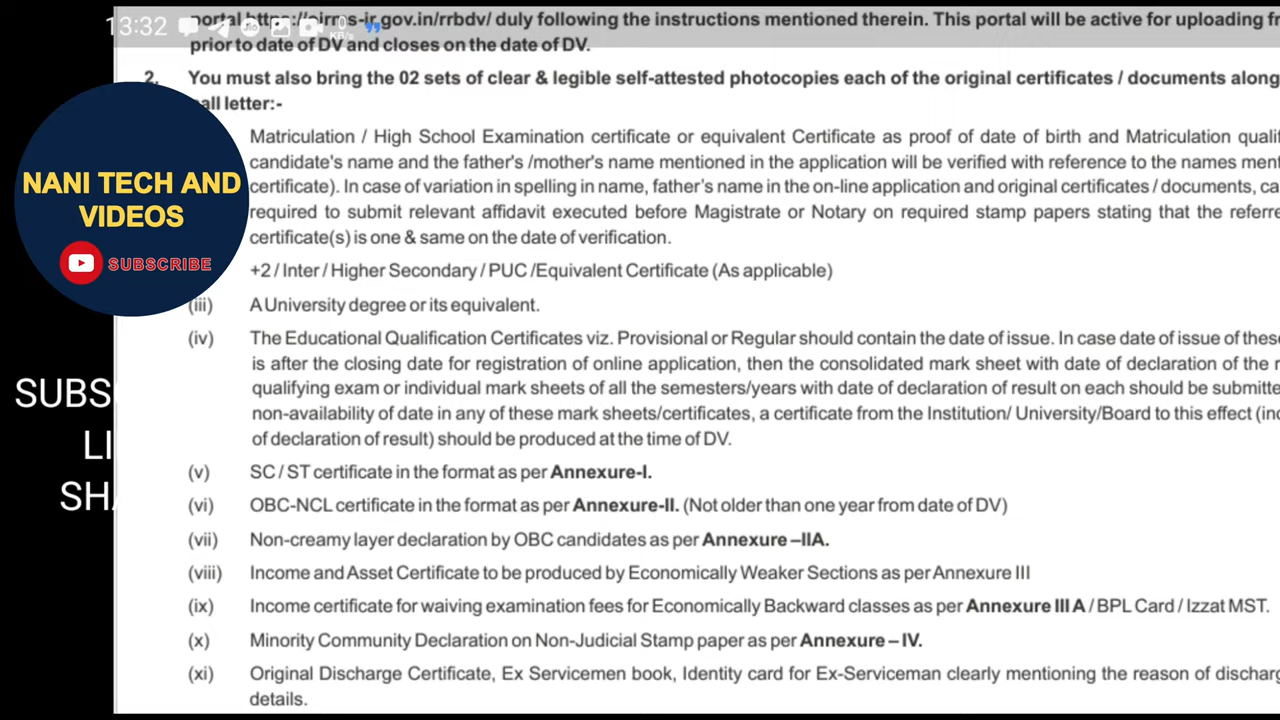 portal https://oirms-ir.gov.in/rrbdv/ duly following the instructions mentioned therein. This portal will be active for uploading
13:32 0 KB/s
prior to date of DV and closes on the date of DV.
2. You must also bring the 02 sets of clear & legible self-attested photocopies each of the original certificates / documents along
call letter:-
Matriculation / High School Examination certificate or equivalent Certificate as proof of date of birth and Matriculation
candidate's name and the father's /mother's name mentioned in the application will be verified with reference to the names
certificate). In case of variation in spelling in name, father's name in the on-line application and original certificates / documents,
required to submit relevant affidavit executed before Magistrate or Notary on required stamp papers stating that the
certificate(s) is one & same on the date of verification.
NANI TECH AND
VIDEOS
SUBSCRIBE
+2 / Inter / Higher Secondary / PUC /Equivalent Certificate (As applicable)
(iii) A University degree or its equivalent.
(iv) The Educational Qualification Certificates viz. Provisional or Regular should contain the date of issue. In case date of issue of
is after the closing date for registration of online application, then the consolidated mark sheet with date of declaration of the
qualifying exam or individual mark sheets of all the semesters/years with date of declaration of result on each should be
non-availability of date in any of these mark sheets/certificates, a certificate from the Institution/ University/Board to this effect
of declaration of result) should be produced at the time of DV.
SUBS
LI
SHA
(v) SC / ST certificate in the format as per Annexure-I.
(vi) OBC-NCL certificate in the format as per Annexure-II. (Not older than one year from date of DV)
(vii) Non-creamy layer declaration by OBC candidates as per Annexure –IIA.
(viii) Income and Asset Certificate to be produced by Economically Weaker Sections as per Annexure III
(ix) Income certificate for waiving examination fees for Economically Backward classes as per Annexure III A / BPL Card / Izzat MST.
(x) Minority Community Declaration on Non-Judicial Stamp paper as per Annexure – IV.
(xi) Original Discharge Certificate, Ex Servicemen book, Identity card for Ex-Serviceman clearly mentioning the reason of
details.